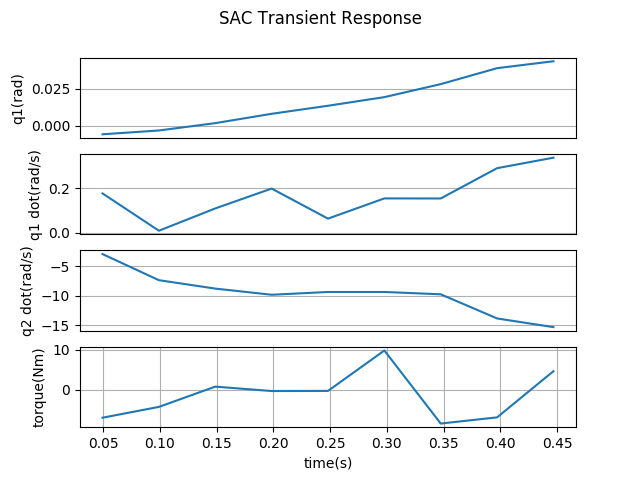 SAC Transient Response
q1(rad)
0.025
0.000
q1 dot(rad/s)
0.2
0.0
q2 dot(rad/s)
−5
−10
−15
torque(Nm)
10
0
0.05 0.10 0.15 0.20 0.25 0.30 0.35 0.40 0.45
time(s)